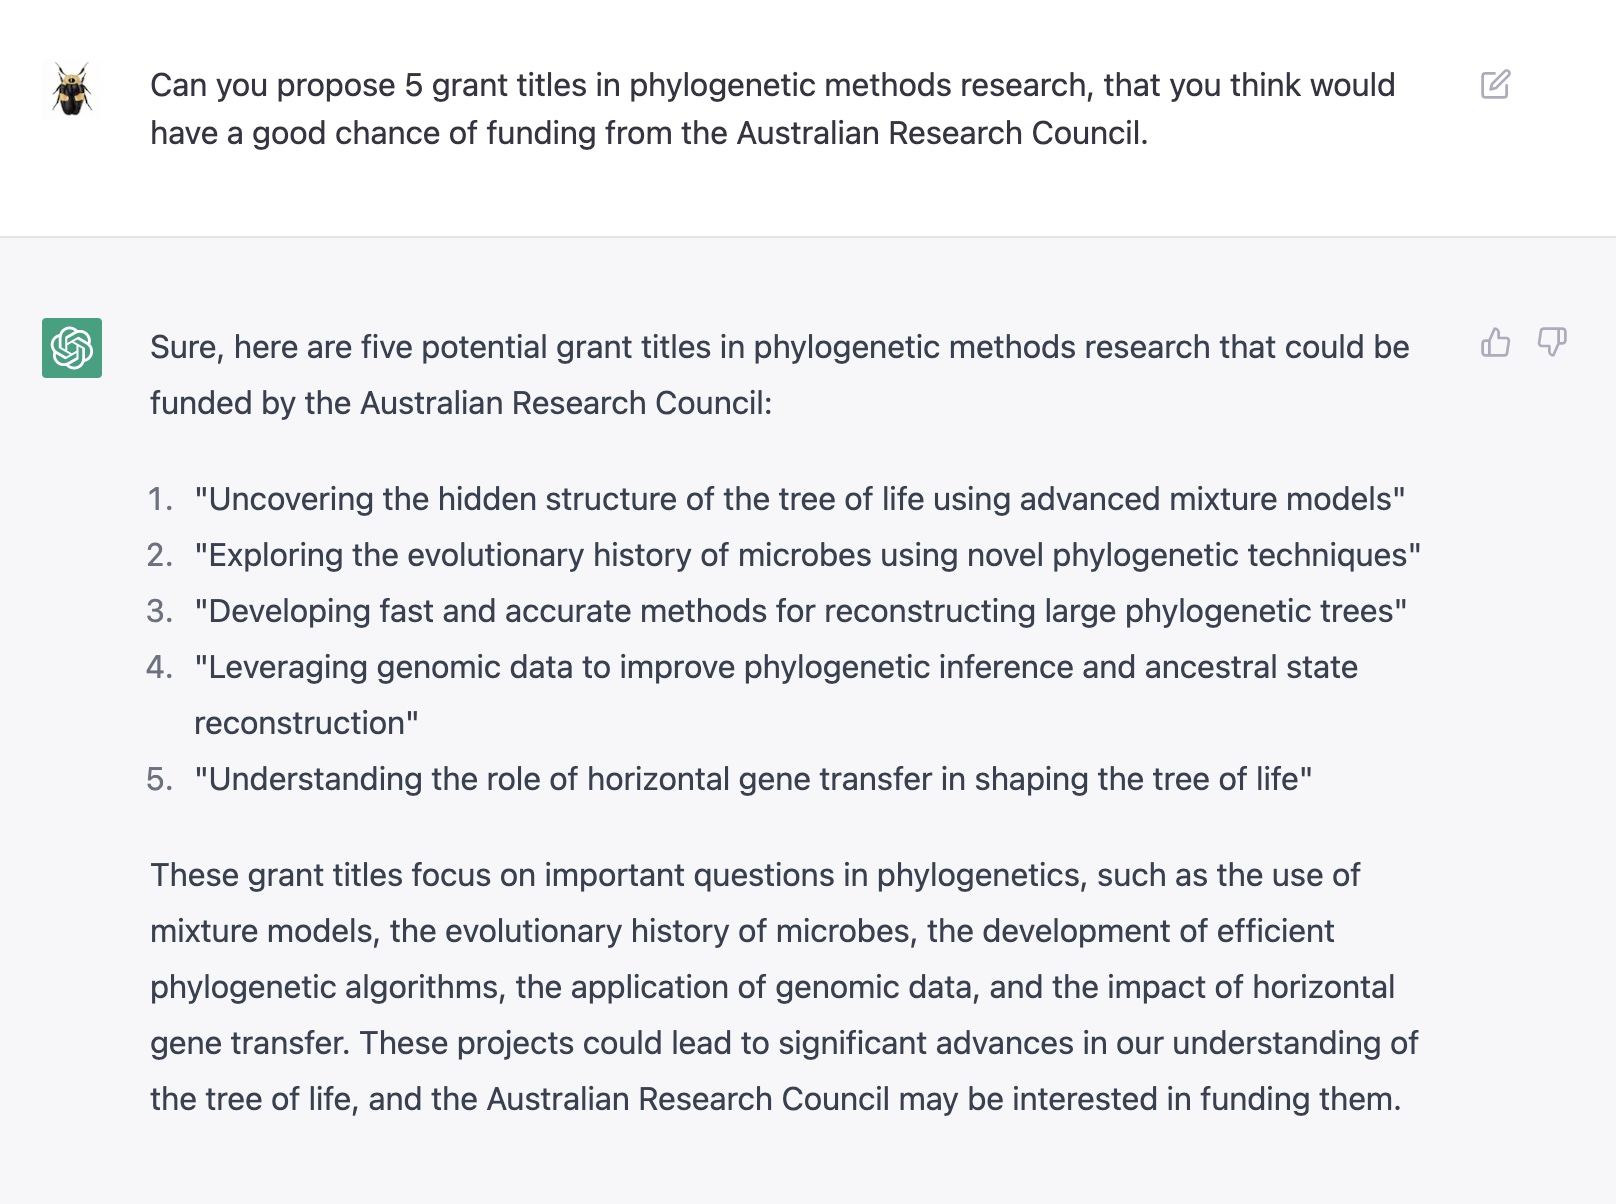 Can you propose 5 grant titles in phylogenetic methods research, that you think would
have a good chance of funding from the Australian Research Council.
Sure, here are five potential grant titles in phylogenetic methods research that could be
funded by the Australian Research Council:
1. "Uncovering the hidden structure of the tree of life using advanced mixture models"
2. "Exploring the evolutionary history of microbes using novel phylogenetic techniques"
3. "Developing fast and accurate methods for reconstructing large phylogenetic trees"
4. "Leveraging genomic data to improve phylogenetic inference and ancestral state
reconstruction"
5. "Understanding the role of horizontal gene transfer in shaping the tree of life"
These grant titles focus on important questions in phylogenetics, such as the use of
mixture models, the evolutionary history of microbes, the development of efficient
phylogenetic algorithms, the application of genomic data, and the impact of horizontal
gene transfer. These projects could lead to significant advances in our understanding of
the tree of life, and the Australian Research Council may be interested in funding them.